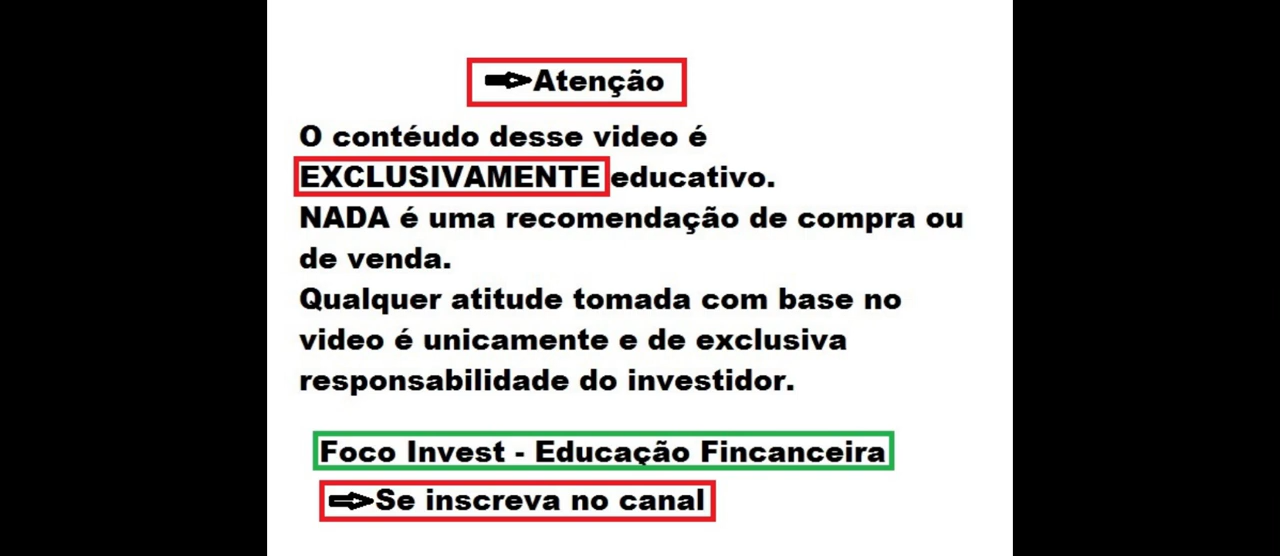 Atenção
O contéudo desse video é
EXCLUSIVAMENTE educativo.
NADA é uma recomendação de compra ou
de venda.
Qualquer atitude tomada com base no
video é unicamente e de exclusiva
responsabilidade do investidor.
Foco Invest - Educação Fincanceira
Se inscreva no canal